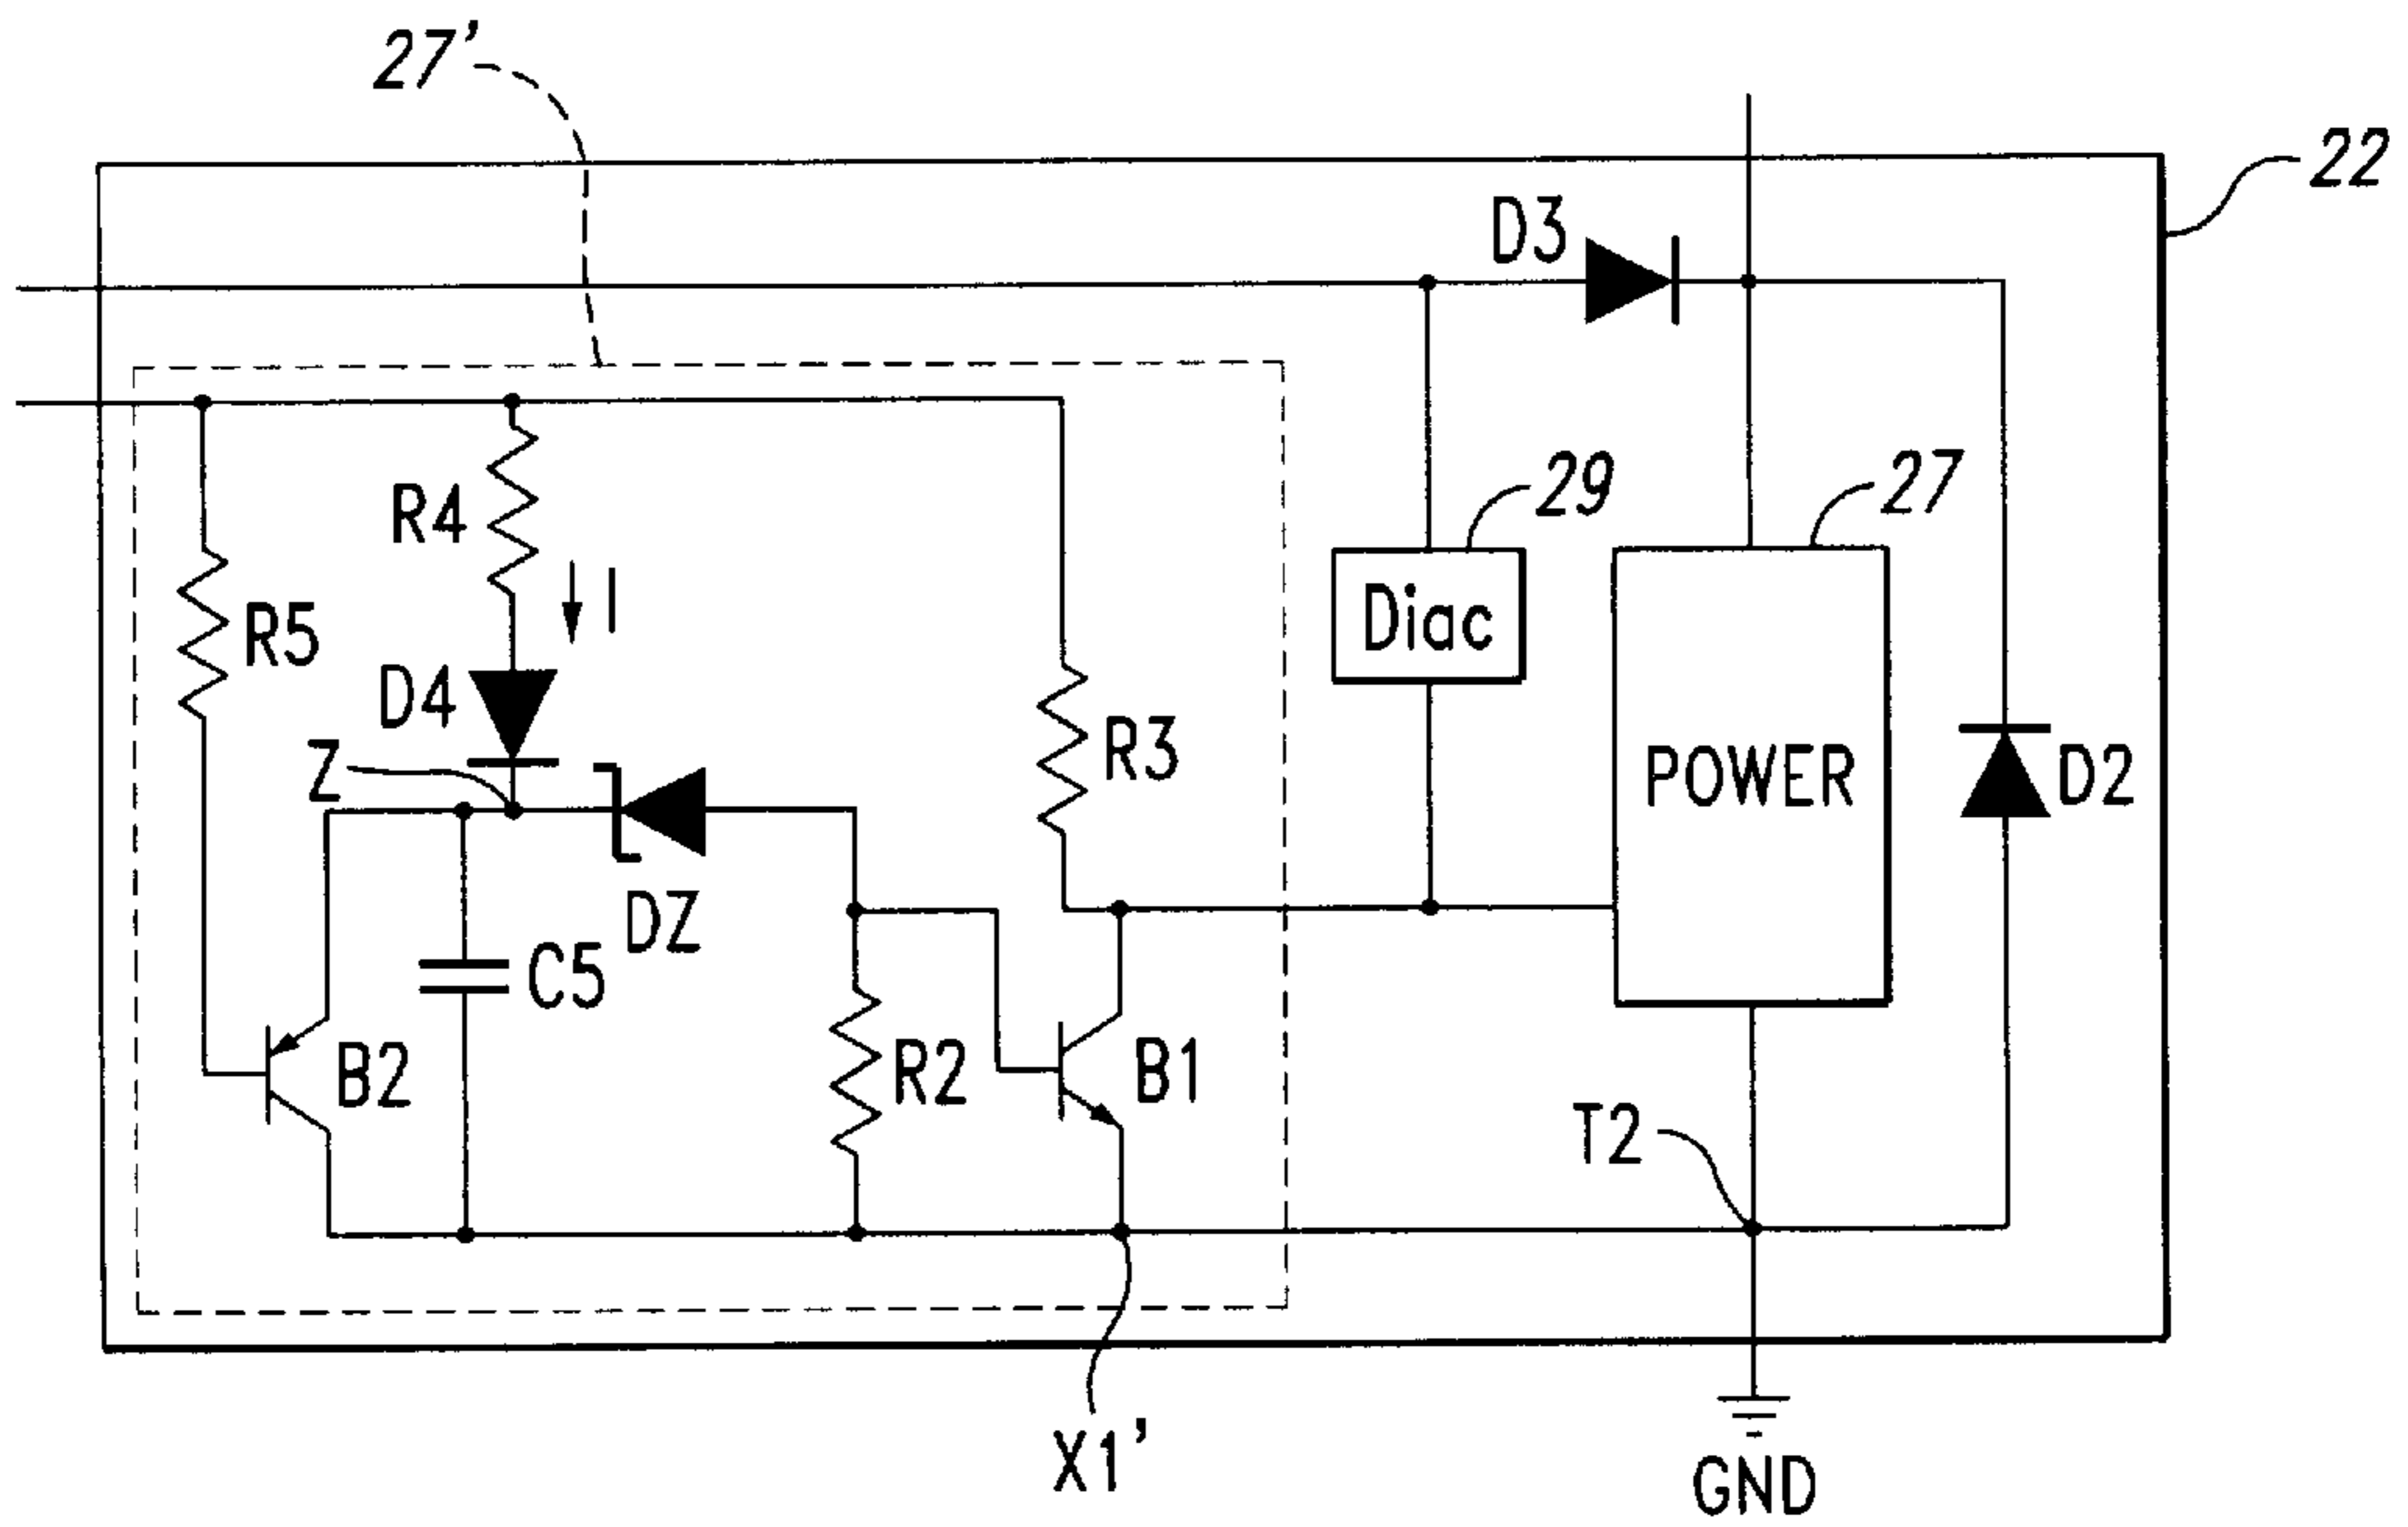 27'
22
D3
29
27
R4
I
Diac
R5
D4
R3
POWER
D2
Z
DZ
C5
B2
R2
B1
T2
X1'
GND